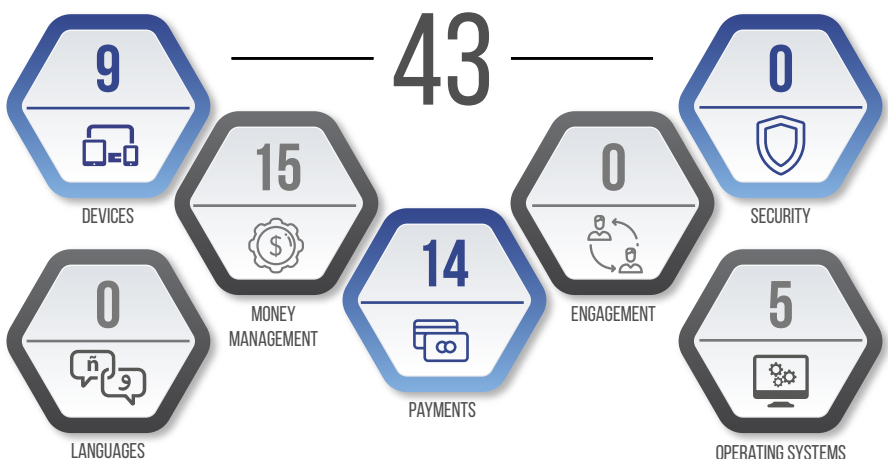 43
9
DEVICES
15
MONEY
MANAGEMENT
14
PAYMENTS
0
ENGAGEMENT
0
SECURITY
0
ñ
و
LANGUAGES
5
OPERATING SYSTEMS